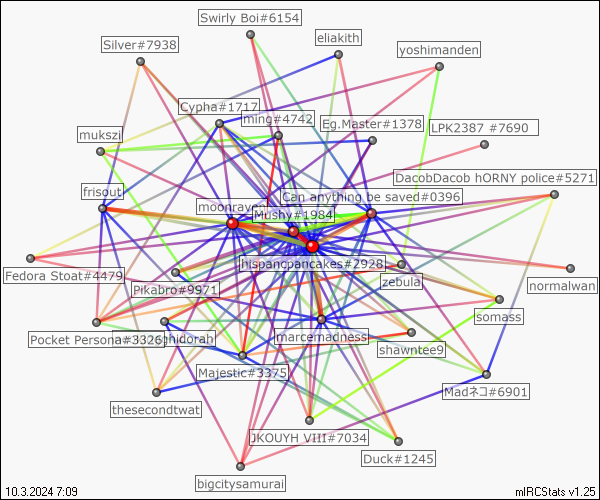 Swirly Boi#6154
Silver#7938
eliakith
yoshimanden
Cypha#1717
ming#4742
Eg.Master#1378
LPK2387 #7690
mukszi
DacobDacob hORNY police#5271
frisout
Can anything be saved#0396
Mushy#1984
hispancpancakes#2928
Fedora Stoat#4479
Pikabro#9971
zebula
normalwan
somass
Pocket Persona#3326
marcemadness
shawntee9
Majestic#3375
Madネコ#6901
thesecondtwat
JKOUYH VIII#7034
Duck#1245
bigcitysamurai
10.3.2024 7:09
mIRCStats v1.25